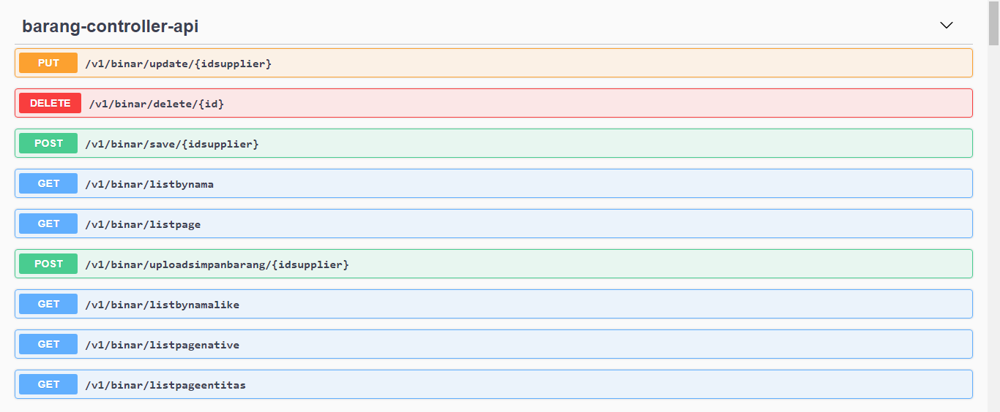 barang-controller-api
PUT /v1/binar/update/{idsupplier}
DELETE /v1/binar/delete/{id}
POST /v1/binar/save/{idsupplier}
GET /v1/binar/listbynama
GET /v1/binar/listpage
POST /v1/binar/uploadsimpanbarang/{idsupplier}
GET /v1/binar/listbynamalike
GET /v1/binar/listpagenative
GET /v1/binar/listpageentitas